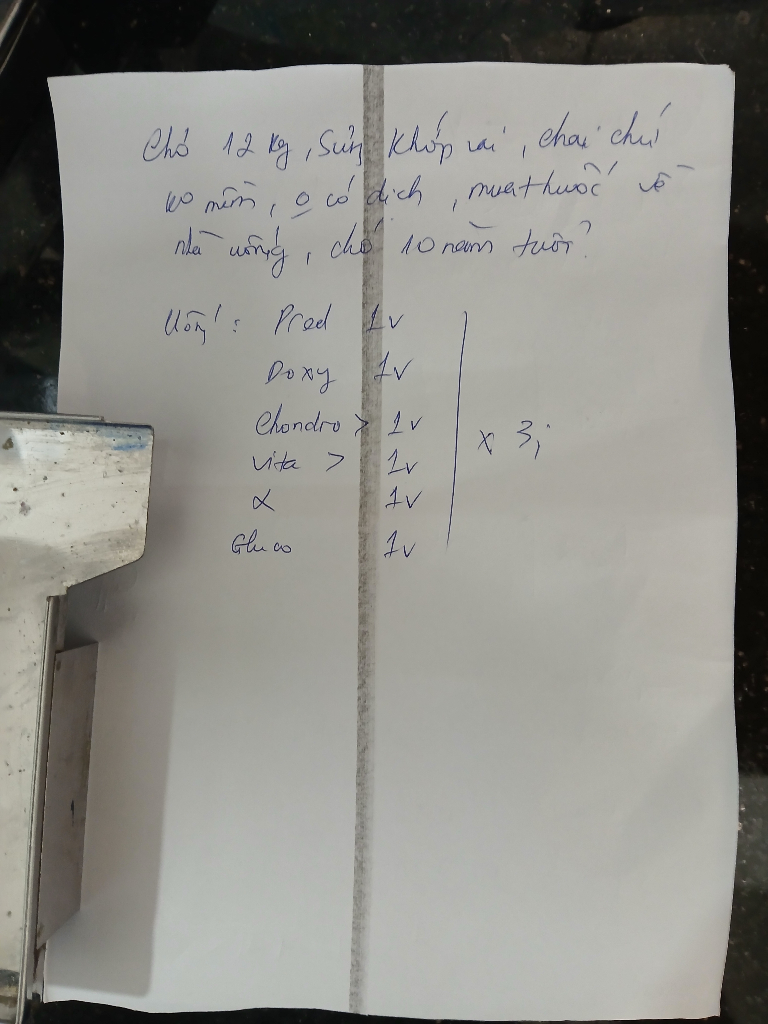 Chó 12 kg, Sưng khớp vai, chai chứ
ko mềm, o có dịch, mua thuốc về
nhà uống, chó 10 năm tuổi?
Uống: Pred 1v
Doxy 1v
Chondro > 1v
vita > 1v
α 1v
Gluco 1v
x 3j